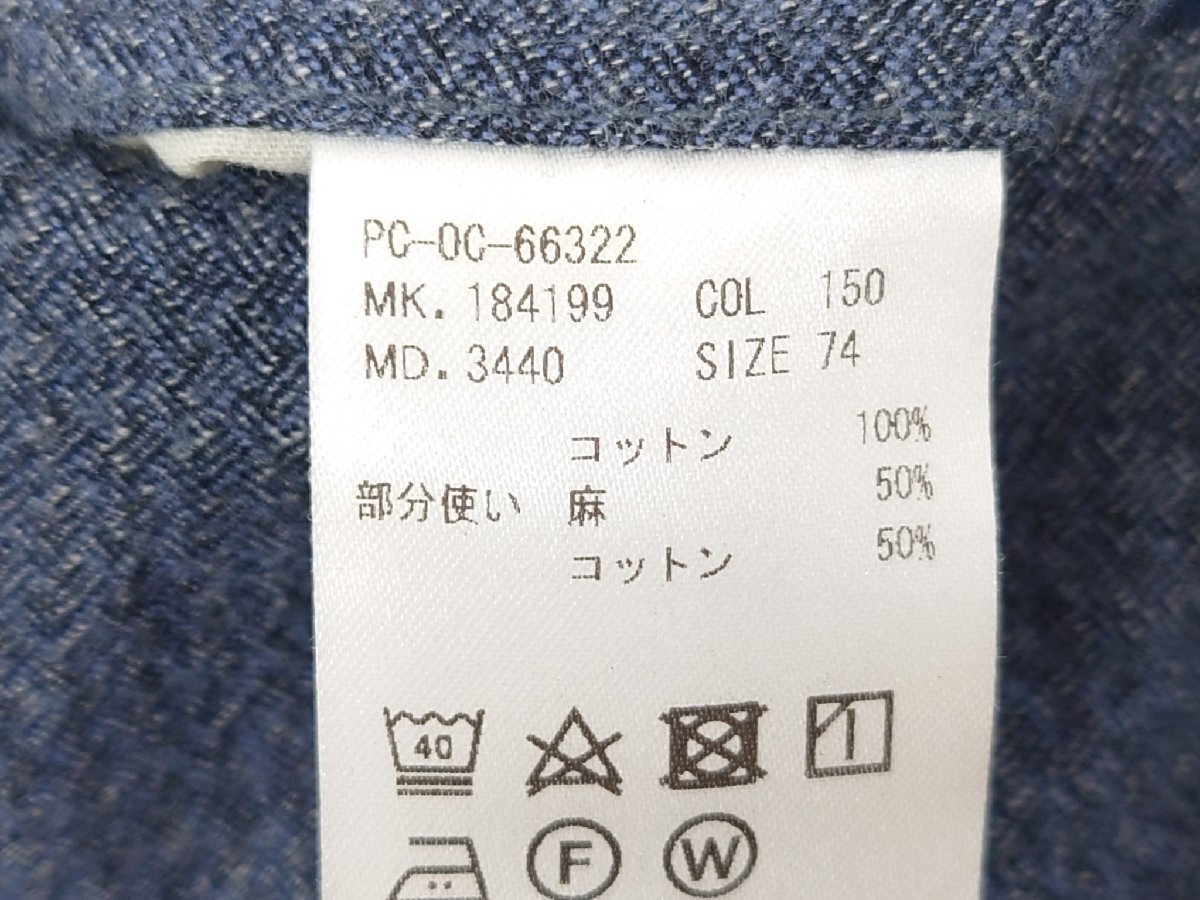 PC-OC-66322
MK. 184199 COL 150
MD. 3440 SIZE 74
コットン 100%
部分使い 麻 50%
コットン 50%
40
F W